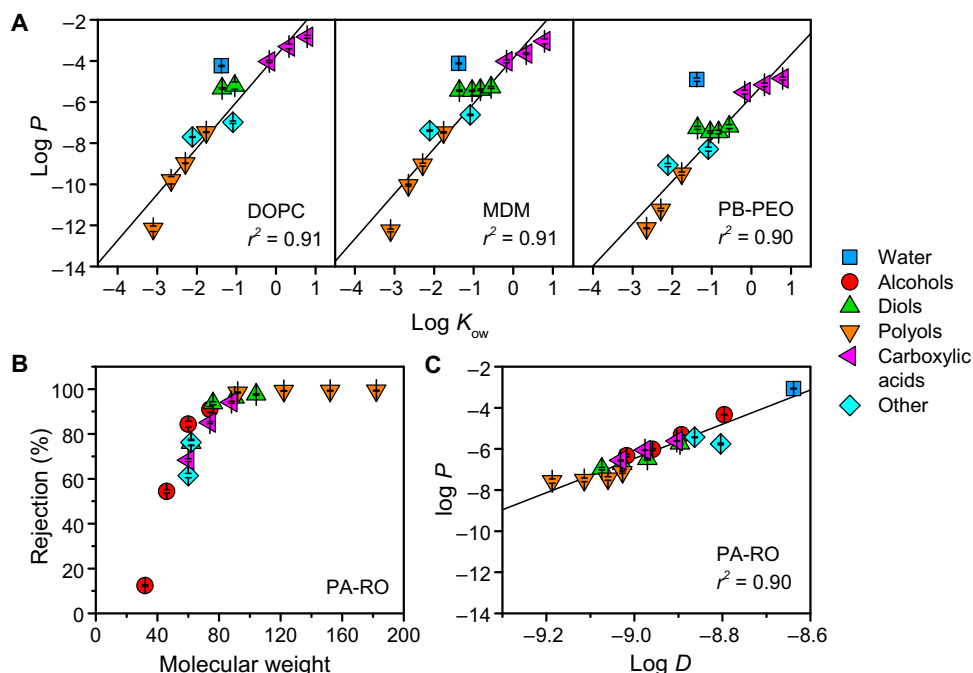 A
Log P
–2
–4
–6
–8
–10
–12
–14
DOPC
r² = 0.91
MDM
r² = 0.91
PB-PEO
r² = 0.90
–4 –3 –2 –1 0 1
–4 –3 –2 –1 0 1
–4 –3 –2 –1 0 1
Log Kow
Water
Alcohols
Diols
Polyols
Carboxylic
acids
Other
B
Rejection (%)
100
80
60
40
20
0
PA-RO
0 40 80 120 160 200
Molecular weight
C
log P
–2
–4
–6
–8
–10
–12
–14
PA-RO
r² = 0.90
–9.2 –9.0 –8.8 –8.6
Log D